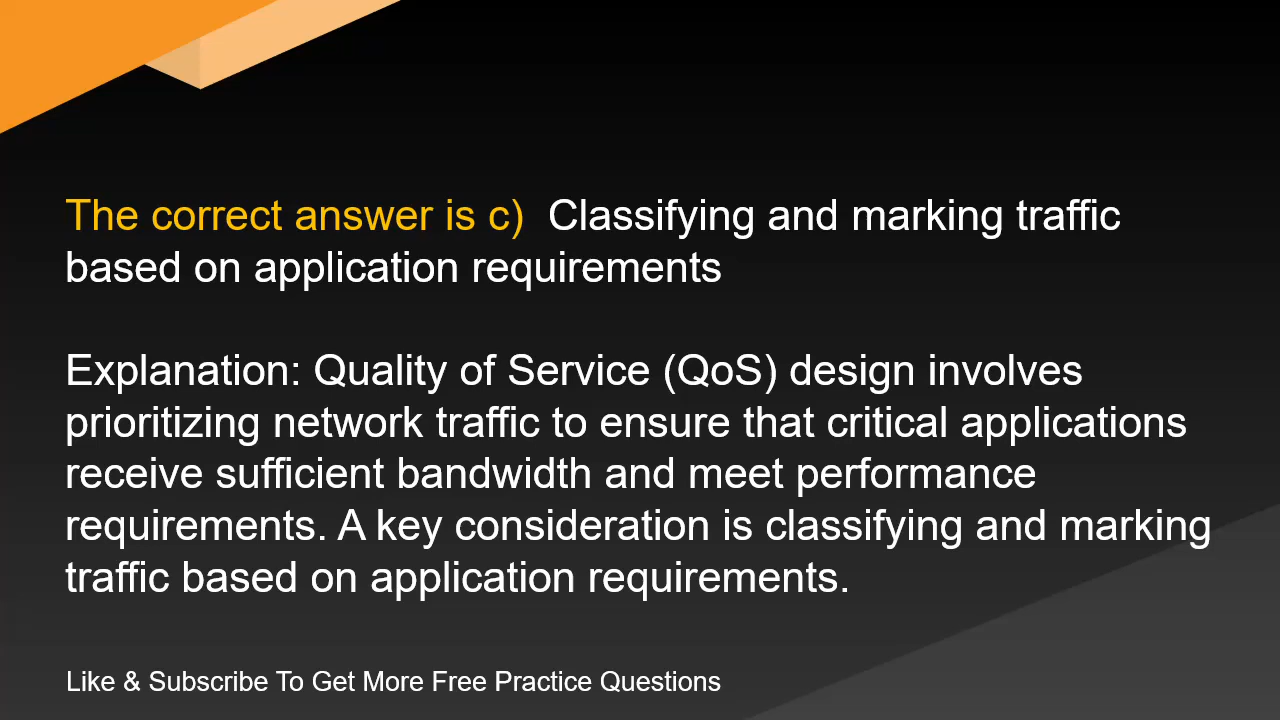 The correct answer is c)  Classifying and marking traffic
based on application requirements
Explanation: Quality of Service (QoS) design involves
prioritizing network traffic to ensure that critical applications
receive sufficient bandwidth and meet performance
requirements. A key consideration is classifying and marking
traffic based on application requirements.
Like & Subscribe To Get More Free Practice Questions